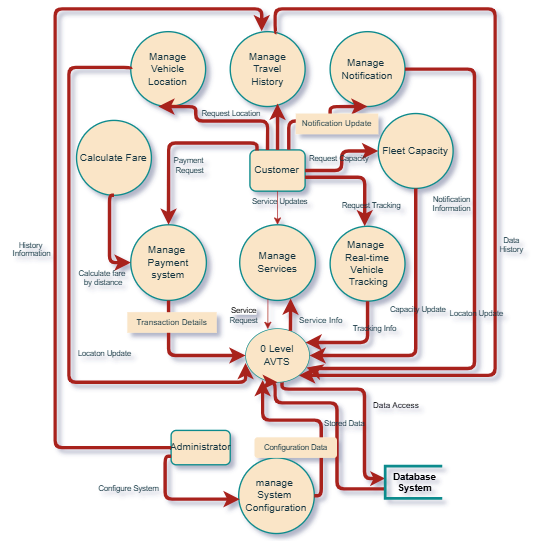 Manage
Vehicle
Location
Manage
Travel
History
Manage
Notification
Request Location
Notification Update
Calculate Fare
Payment
Request
Customer
Request Capacity
Fleet Capacity
Service Updates
Request Tracking
Notification
Information
History
Information
Data
History
Manage
Payment
system
Manage
Services
Manage
Real-time
Vehicle
Tracking
Calculate fare
by distance
Transaction Details
Service
Request
Service Info
Capacity Update
Locaton Update
Tracking Info
Locaton Update
0 Level
AVTS
Data Access
Stored Data
Administrator
Configuration Data
Configure System
manage
System
Configuration
Database
System